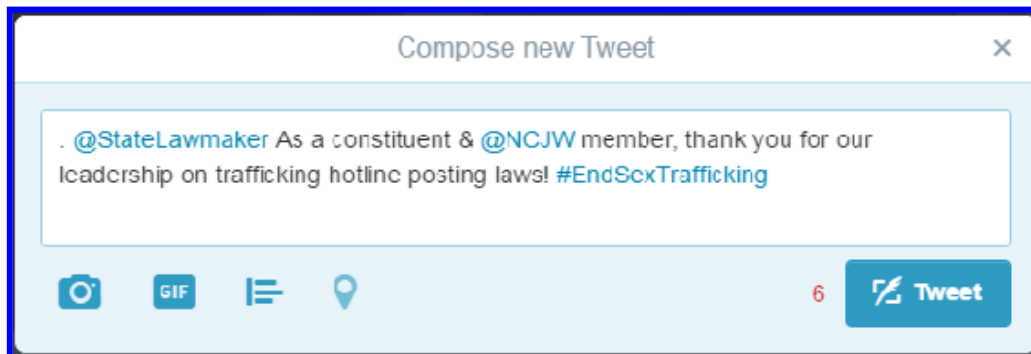 Compose new Tweet ×
. @StateLawmaker As a constituent & @NCJW member, thank you for our
leadership on trafficking hotline posting laws! #EndSexTrafficking
GIF
6 Tweet